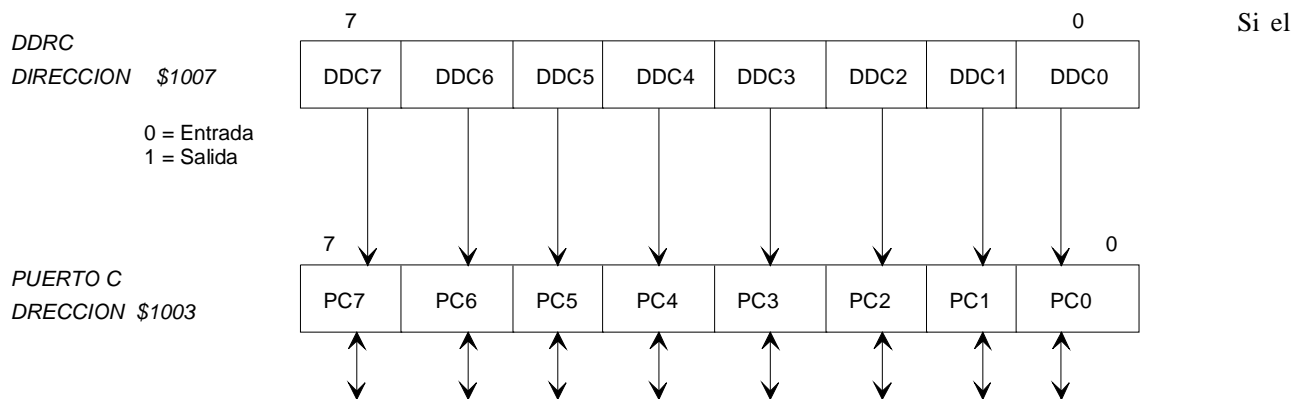 7 0 Si el
DDRC
DIRECCION $1007
DDC7 DDC6 DDC5 DDC4 DDC3 DDC2 DDC1 DDC0
0 = Entrada
1 = Salida
7 0
PUERTO C
DRECCION $1003
PC7 PC6 PC5 PC4 PC3 PC2 PC1 PC0